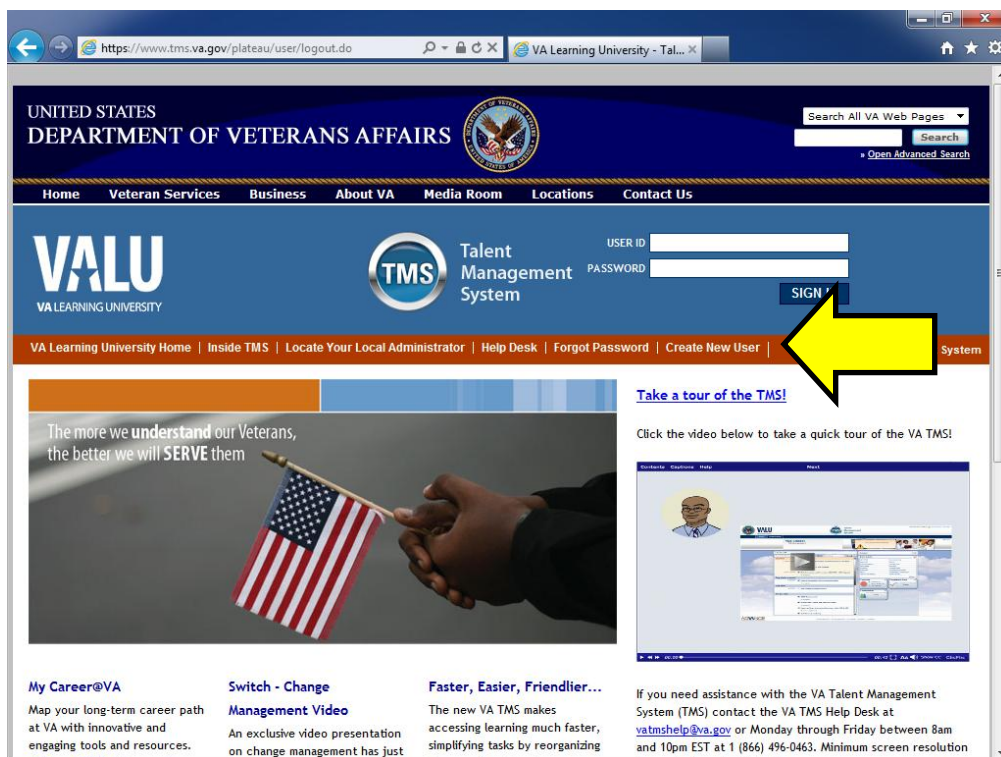 https://www.tms.va.gov/plateau/user/logout.do
VA Learning University - Tal...
UNITED STATES
DEPARTMENT OF VETERANS AFFAIRS
Search All VA Web Pages
Search
» Open Advanced Search
Home Veteran Services Business About VA Media Room Locations Contact Us
VALU
VA LEARNING UNIVERSITY
TMS
Talent
Management
System
USER ID
PASSWORD
SIGN
VA Learning University Home | Inside TMS | Locate Your Local Administrator | Help Desk | Forgot Password | Create New User |
System
The more we understand our Veterans,
the better we will SERVE them
Take a tour of the TMS!
Click the video below to take a quick tour of the VA TMS!
Contents Captions Help Next
VALU
My Career@VA
Map your long-term career path
at VA with innovative and
engaging tools and resources.
Switch - Change
Management Video
An exclusive video presentation
on change management has just
Faster, Easier, Friendlier...
The new VA TMS makes
accessing learning much faster,
simplifying tasks by reorganizing
If you need assistance with the VA Talent Management
System (TMS) contact the VA TMS Help Desk at
vatmshelp@va.gov or Monday through Friday between 8am
and 10pm EST at 1 (866) 496-0463. Minimum screen resolution